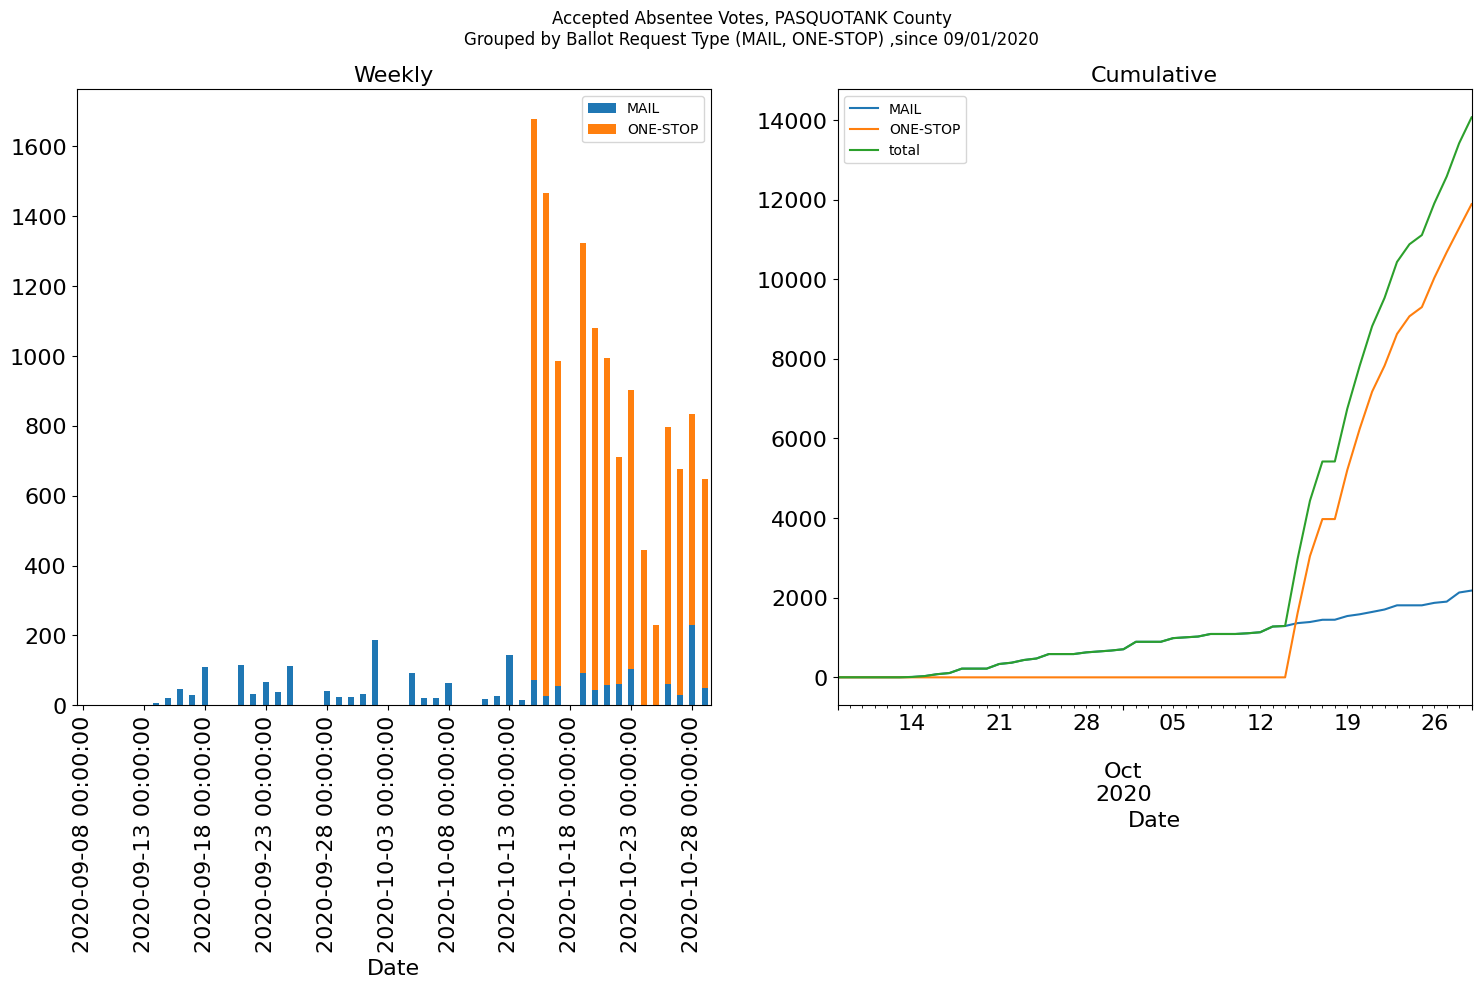 Accepted Absentee Votes, PASQUOTANK County
Grouped by Ballot Request Type (MAIL, ONE-STOP) ,since 09/01/2020
Weekly
MAIL
ONE-STOP
1600
1400
1200
1000
800
600
400
200
0
2020-09-08 00:00:00
2020-09-13 00:00:00
2020-09-18 00:00:00
2020-09-23 00:00:00
2020-09-28 00:00:00
2020-10-03 00:00:00
2020-10-08 00:00:00
2020-10-13 00:00:00
2020-10-18 00:00:00
2020-10-23 00:00:00
2020-10-28 00:00:00
Date
Cumulative
MAIL
ONE-STOP
total
14000
12000
10000
8000
6000
4000
2000
0
14 21 28 05 12 19 26
Oct
2020
Date